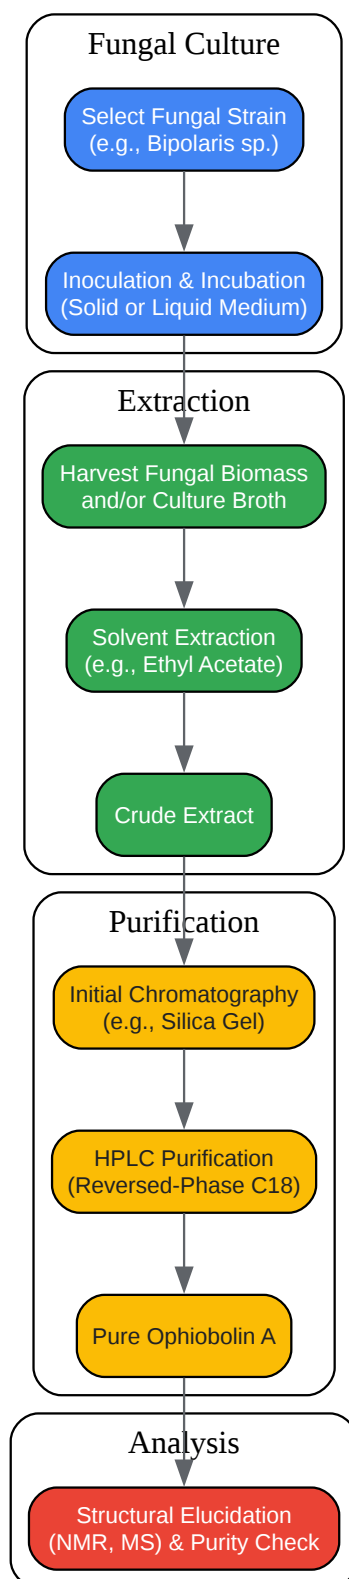 Fungal Culture
Select Fungal Strain
(e.g., Bipolaris sp.)
Inoculation & Incubation
(Solid or Liquid Medium)
Extraction
Harvest Fungal Biomass
and/or Culture Broth
Solvent Extraction
(e.g., Ethyl Acetate)
Crude Extract
Purification
Initial Chromatography
(e.g., Silica Gel)
HPLC Purification
(Reversed-Phase C18)
Pure Ophiobolin A
Analysis
Structural Elucidation
(NMR, MS) & Purity Check